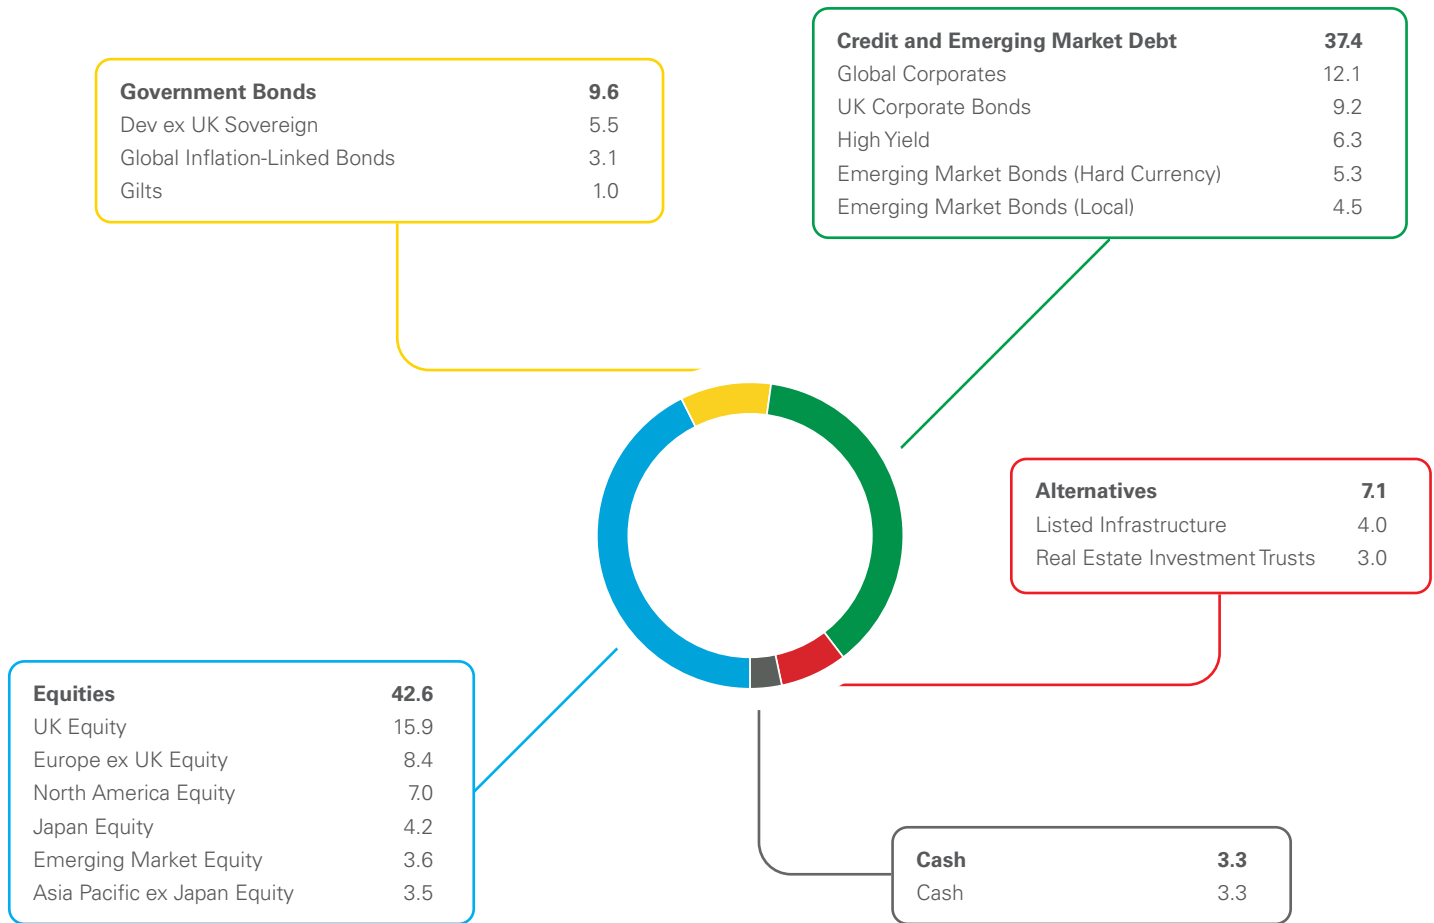 Government Bonds 9.6
Dev ex UK Sovereign 5.5
Global Inflation-Linked Bonds 3.1
Gilts 1.0
Credit and Emerging Market Debt 37.4
Global Corporates 12.1
UK Corporate Bonds 9.2
High Yield 6.3
Emerging Market Bonds (Hard Currency) 5.3
Emerging Market Bonds (Local) 4.5
Alternatives 7.1
Listed Infrastructure 4.0
Real Estate Investment Trusts 3.0
Equities 42.6
UK Equity 15.9
Europe ex UK Equity 8.4
North America Equity 7.0
Japan Equity 4.2
Emerging Market Equity 3.6
Asia Pacific ex Japan Equity 3.5
Cash 3.3
Cash 3.3